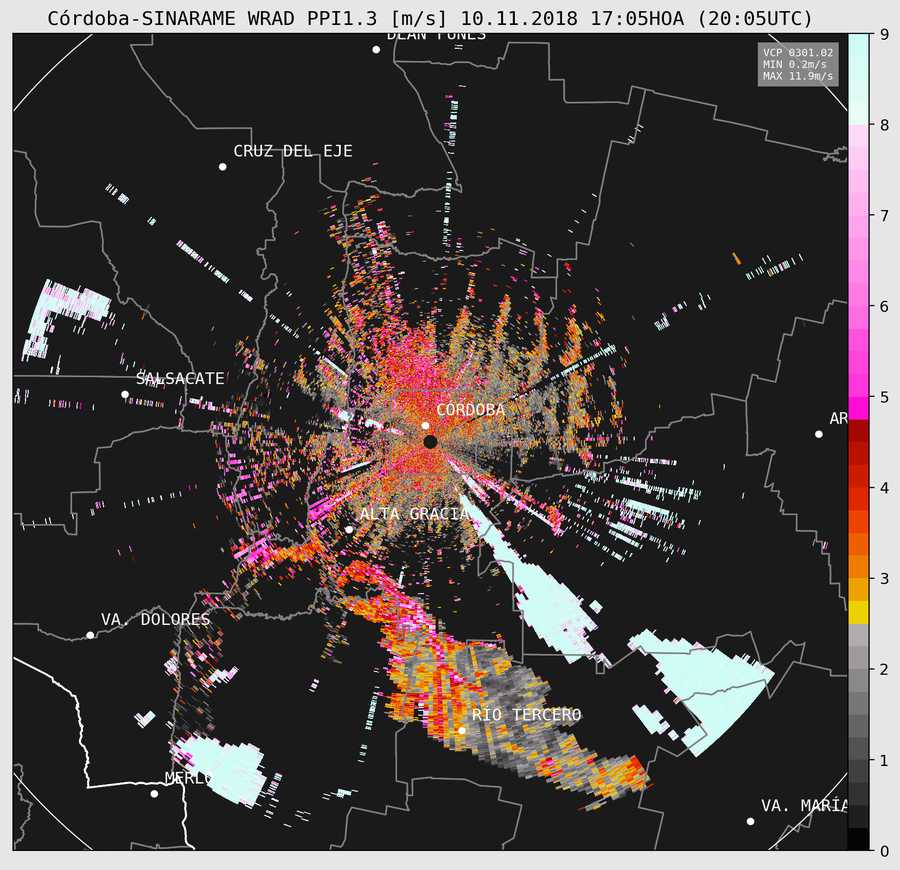 Córdoba-SINARAME WRAD PPI1.3 [m/s] 10.11.2018 17:05HOA (20:05UTC)
DEAN FUNES
VCP 0301.02
MIN 0.2m/s
MAX 11.9m/s
CRUZ DEL EJE
SALSACATE
CÓRDOBA
AR
ALTA GRACIA
VA. DOLORES
RÍO TERCERO
MERLO
VA. MARÍA
9
8
7
6
5
4
3
2
1
0